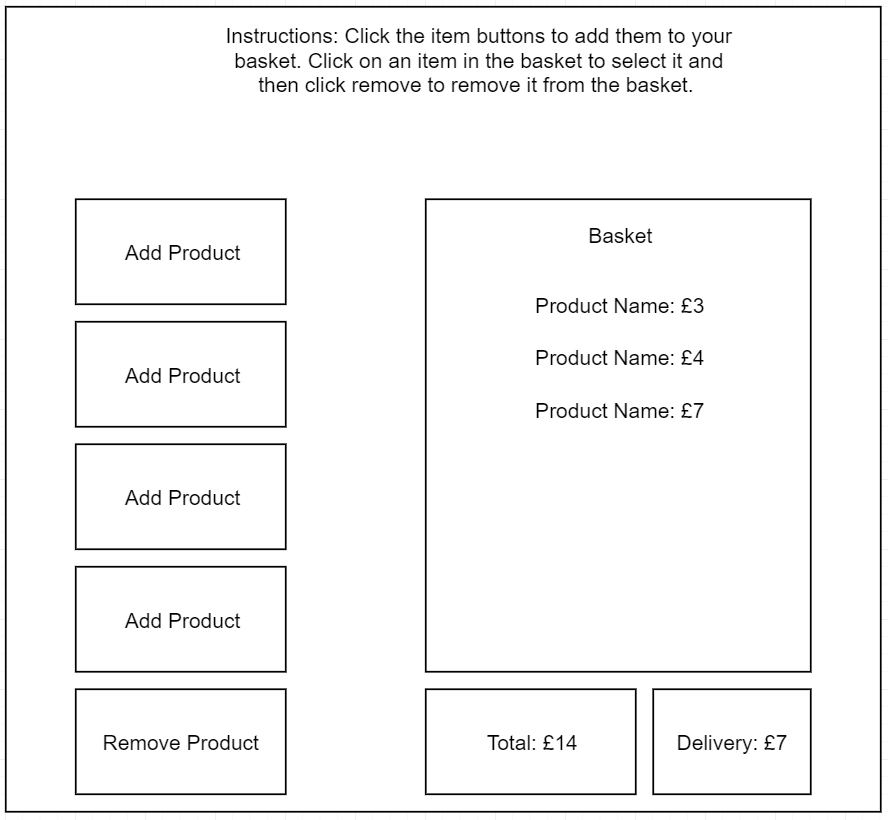 Instructions: Click the item buttons to add them to your
basket. Click on an item in the basket to select it and
then click remove to remove it from the basket.
Add Product
Add Product
Add Product
Add Product
Remove Product
Basket
Product Name: £3
Product Name: £4
Product Name: £7
Total: £14
Delivery: £7